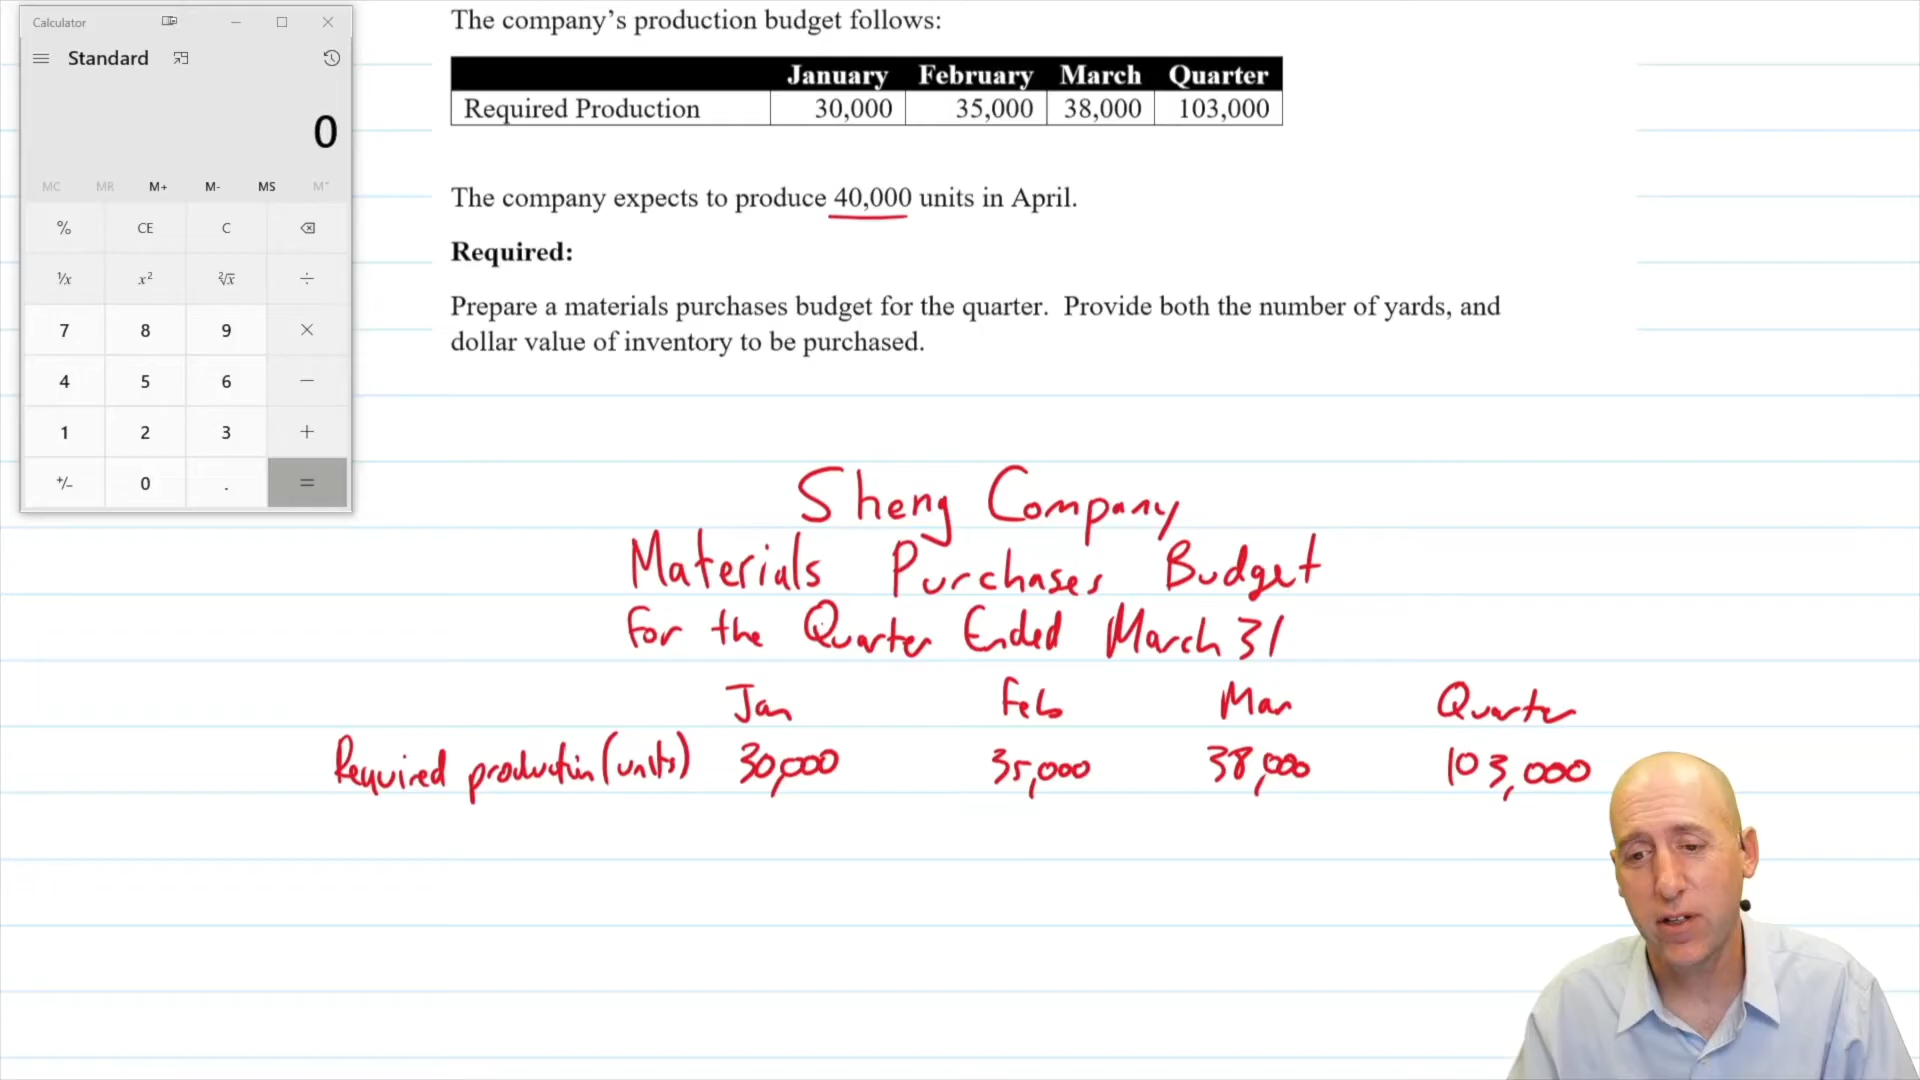 Calculator
Standard
0
MC MR M+ M- MS M˅
% CE C
¹/x x² ²√x ÷
7 8 9 ×
4 5 6 −
1 2 3 +
+/− 0 . =
The company’s production budget follows:
January February March Quarter
Required Production 30,000 35,000 38,000 103,000
The company expects to produce 40,000 units in April.
Required:
Prepare a materials purchases budget for the quarter. Provide both the number of yards, and
dollar value of inventory to be purchased.
Sheng Company
Materials Purchases Budget
For the Quarter Ended March 31
Jan Feb Mar Quarter
Required production (units) 30,000 35,000 38,000 103,000